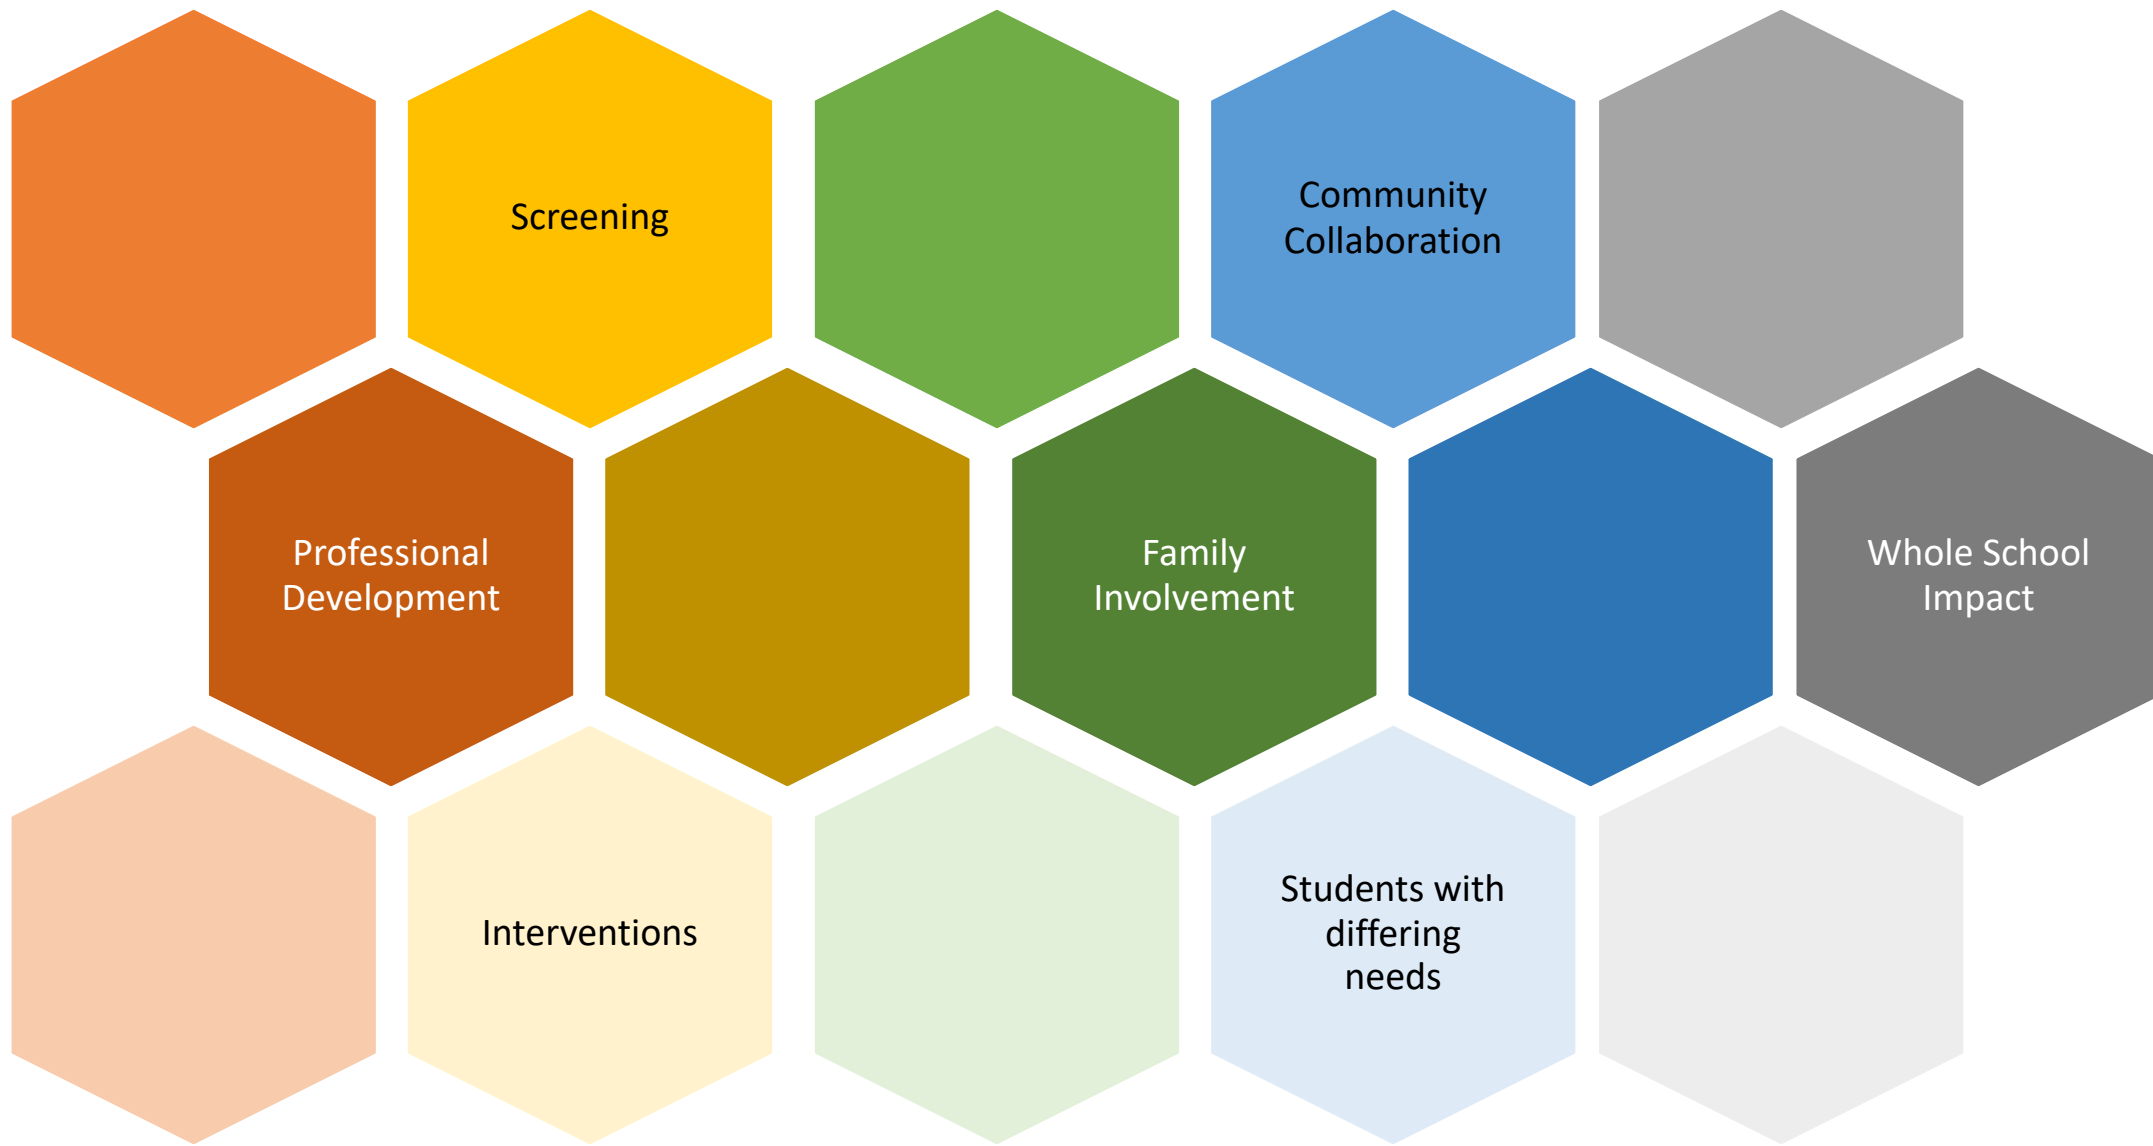 Screening
Community
Collaboration
Professional
Development
Family
Involvement
Whole School
Impact
Interventions
Students with
differing
needs